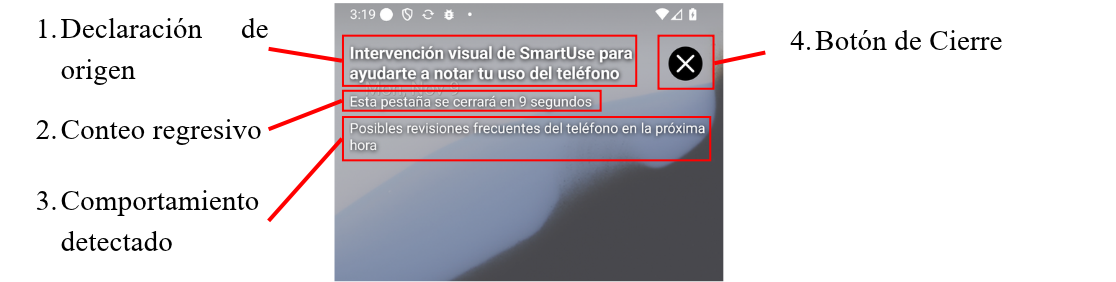 1. Declaración de
origen
2. Conteo regresivo
3. Comportamiento
detectado
3:19
Intervención visual de SmartUse para
ayudarte a notar tu uso del teléfono
Esta pestaña se cerrará en 9 segundos
Posibles revisiones frecuentes del teléfono en la próxima
hora
4. Botón de Cierre